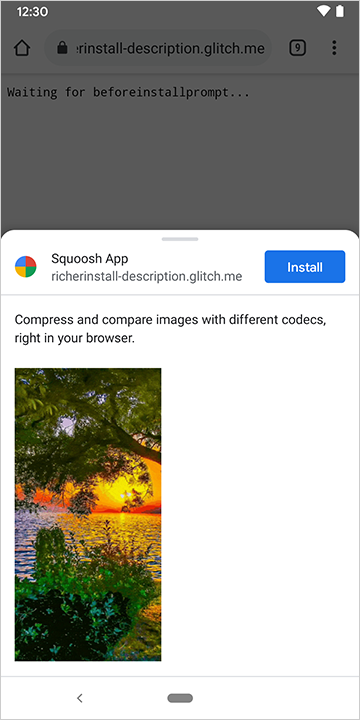 12:30
erinstall-description.glitch.me
9
Waiting for beforeinstallprompt...
Squoosh App
richerinstall-description.glitch.me
Install
Compress and compare images with different codecs,
right in your browser.